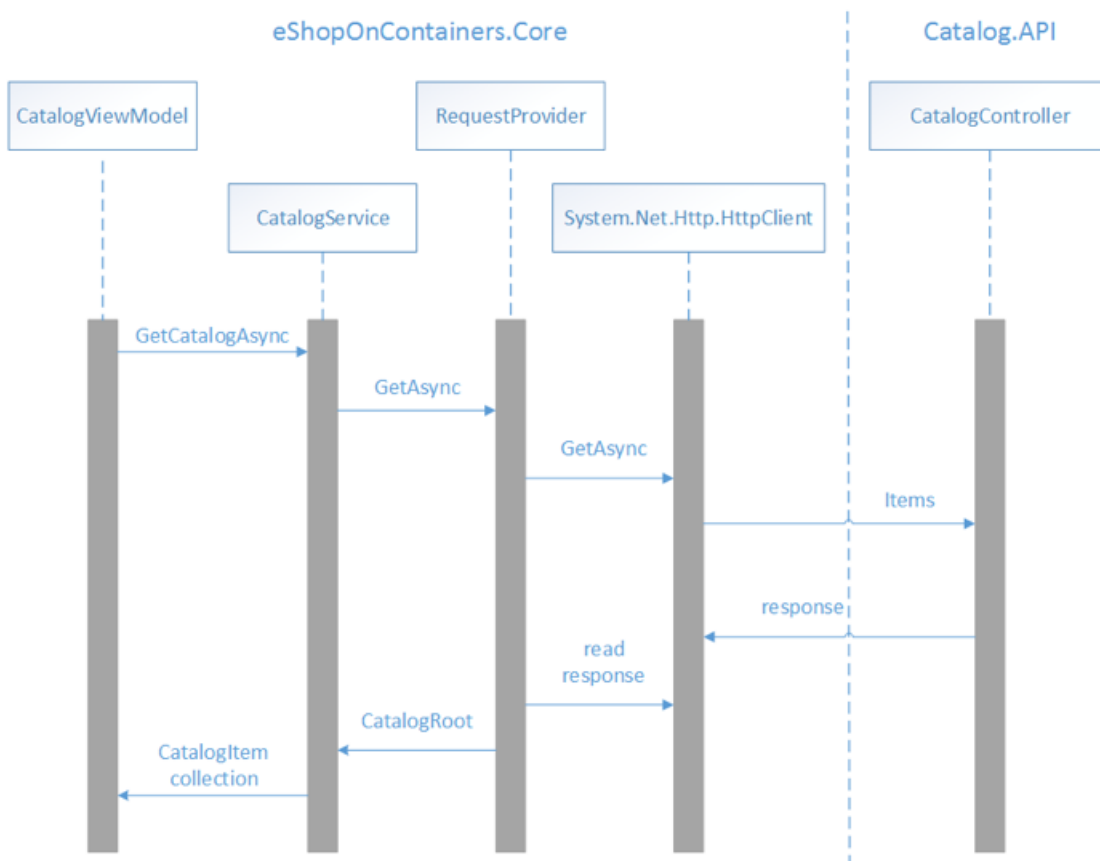 eShopOnContainers.Core
Catalog.API
CatalogViewModel
RequestProvider
CatalogController
CatalogService
System.Net.Http.HttpClient
GetCatalogAsync
GetAsync
GetAsync
Items
response
read
response
CatalogRoot
CatalogItem
collection